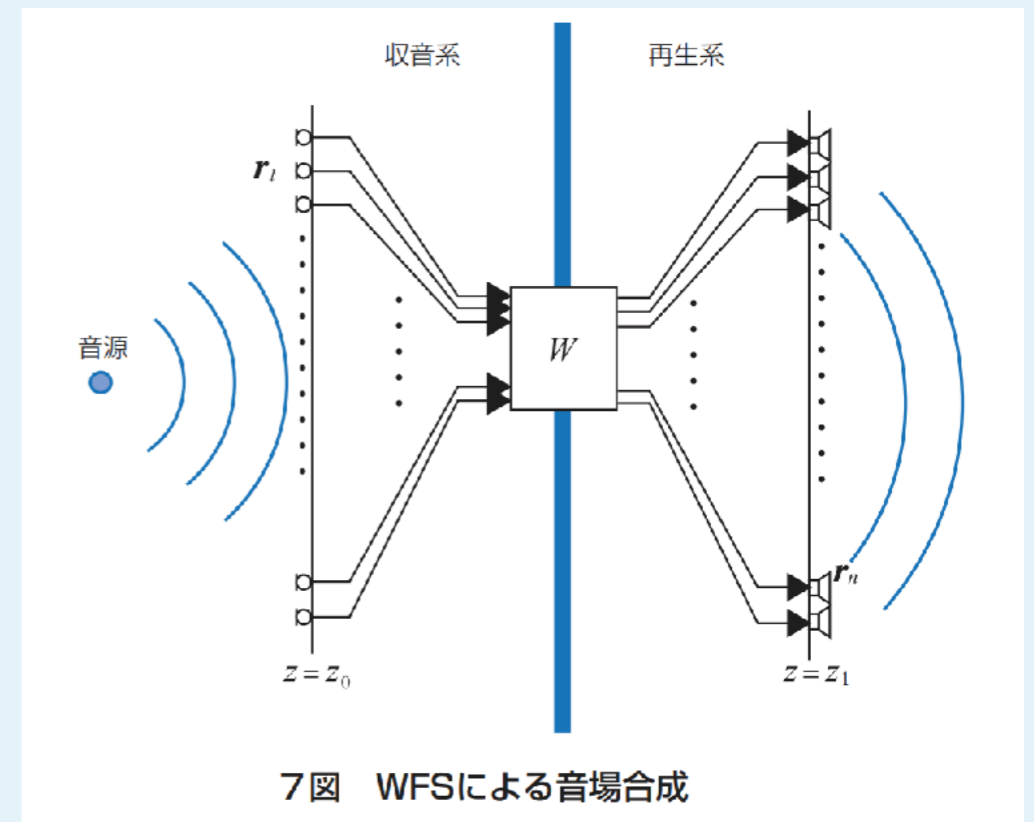 収音系
再生系
r_l
音源
W
r_n
z = z_0
z = z_1
7図 WFSによる音場合成